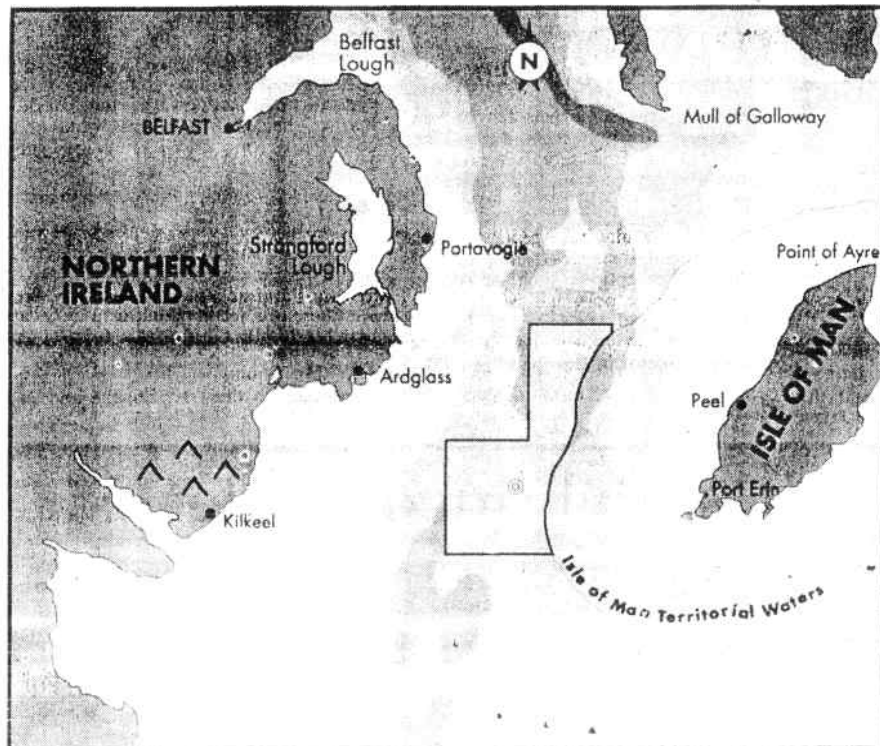 Belfast
Lough
N
BELFAST
Mull of Galloway
Strangford
Lough
Portavogie
NORTHERN
IRELAND
Point of Ayre
Ardglass
Peel
ISLE OF MAN
Port Erin
Kilkeel
Isle of Man Territorial Waters